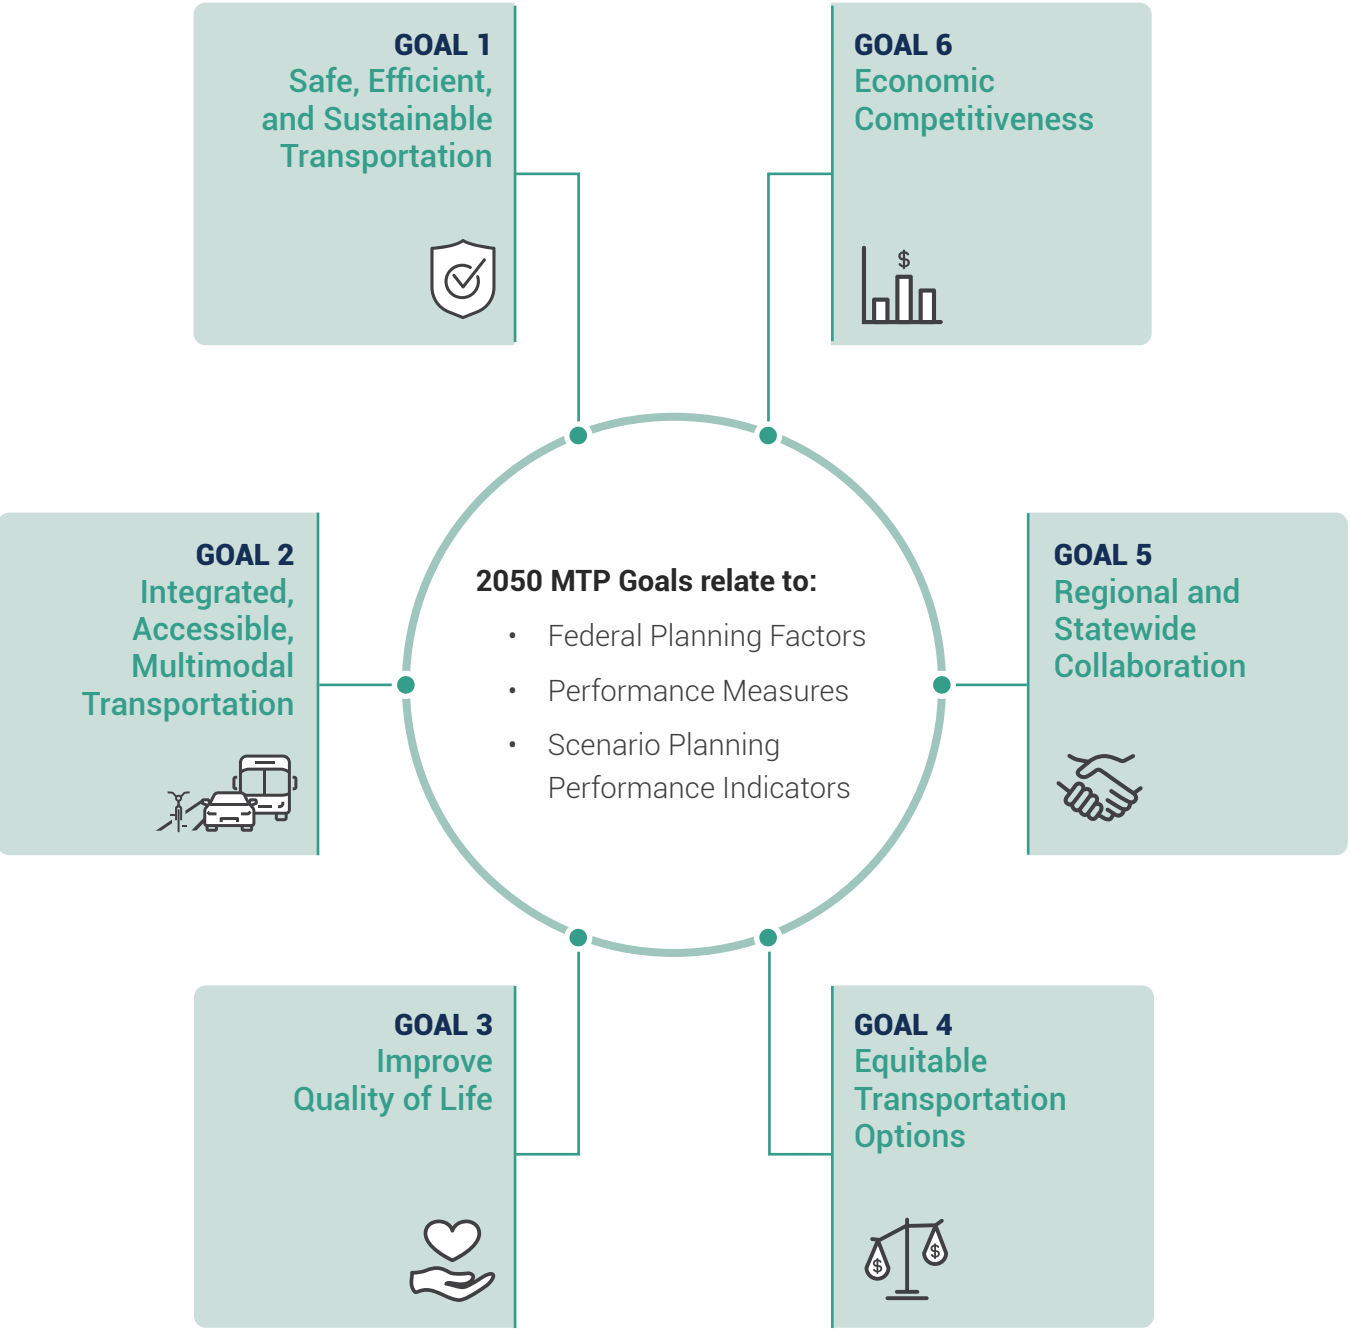 GOAL 1
Safe, Efficient,
and Sustainable
Transportation
GOAL 6
Economic
Competitiveness
$
GOAL 2
Integrated,
Accessible,
Multimodal
Transportation
2050 MTP Goals relate to:
• Federal Planning Factors
• Performance Measures
• Scenario Planning
Performance Indicators
GOAL 5
Regional and
Statewide
Collaboration
GOAL 3
Improve
Quality of Life
GOAL 4
Equitable
Transportation
Options
$ $